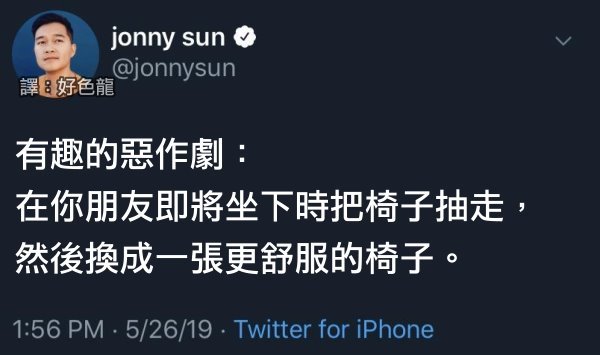 jonny sun
@jonnysun
譯：好色龍
有趣的惡作劇：
在你朋友即將坐下時把椅子抽走，
然後換成一張更舒服的椅子。
1:56 PM · 5/26/19 · Twitter for iPhone